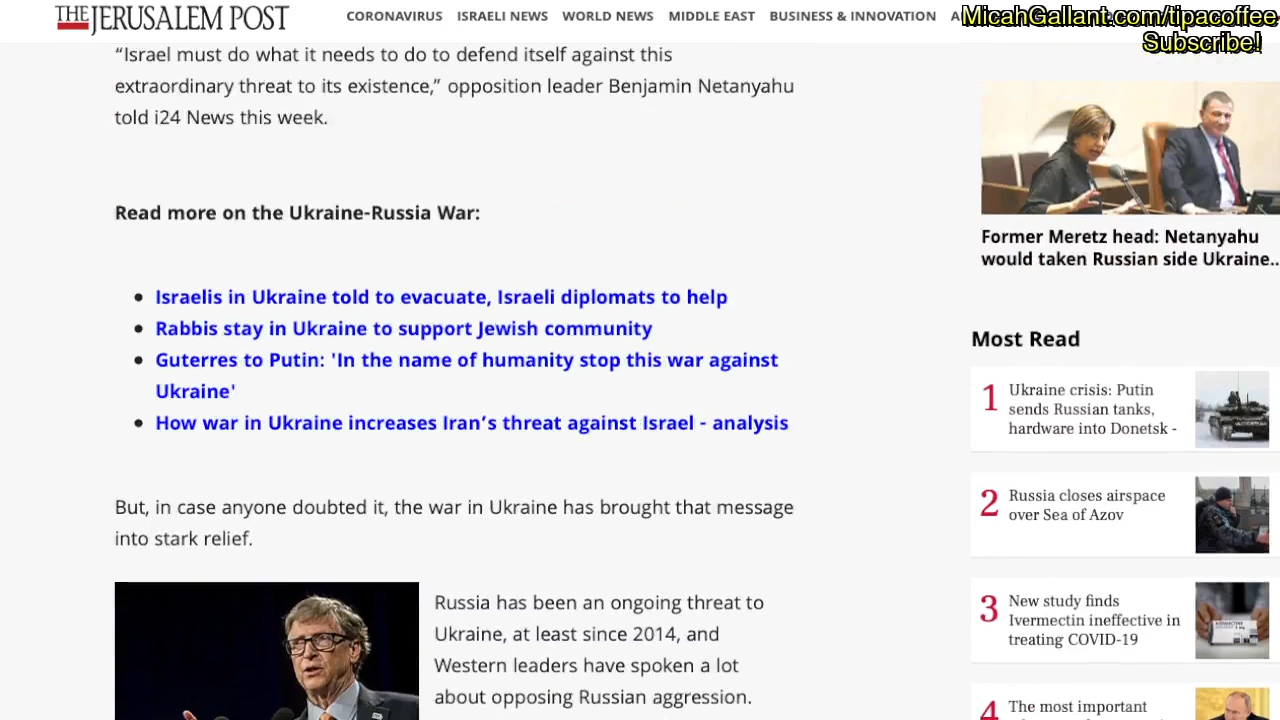 THE JERUSALEM POST
CORONAVIRUS ISRAELI NEWS WORLD NEWS MIDDLE EAST BUSINESS & INNOVATION
MicahGallant.com/tipacoffee
Subscribe!
“Israel must do what it needs to do to defend itself against this
extraordinary threat to its existence,” opposition leader Benjamin Netanyahu
told i24 News this week.
Read more on the Ukraine-Russia War:
Israelis in Ukraine told to evacuate, Israeli diplomats to help
Rabbis stay in Ukraine to support Jewish community
Guterres to Putin: 'In the name of humanity stop this war against
Ukraine'
How war in Ukraine increases Iran’s threat against Israel - analysis
But, in case anyone doubted it, the war in Ukraine has brought that message
into stark relief.
Russia has been an ongoing threat to
Ukraine, at least since 2014, and
Western leaders have spoken a lot
about opposing Russian aggression.
Former Meretz head: Netanyahu
would taken Russian side Ukraine..
Most Read
1 Ukraine crisis: Putin
sends Russian tanks,
hardware into Donetsk -
2 Russia closes airspace
over Sea of Azov
3 New study finds
Ivermectin ineffective in
treating COVID-19
4 The most important